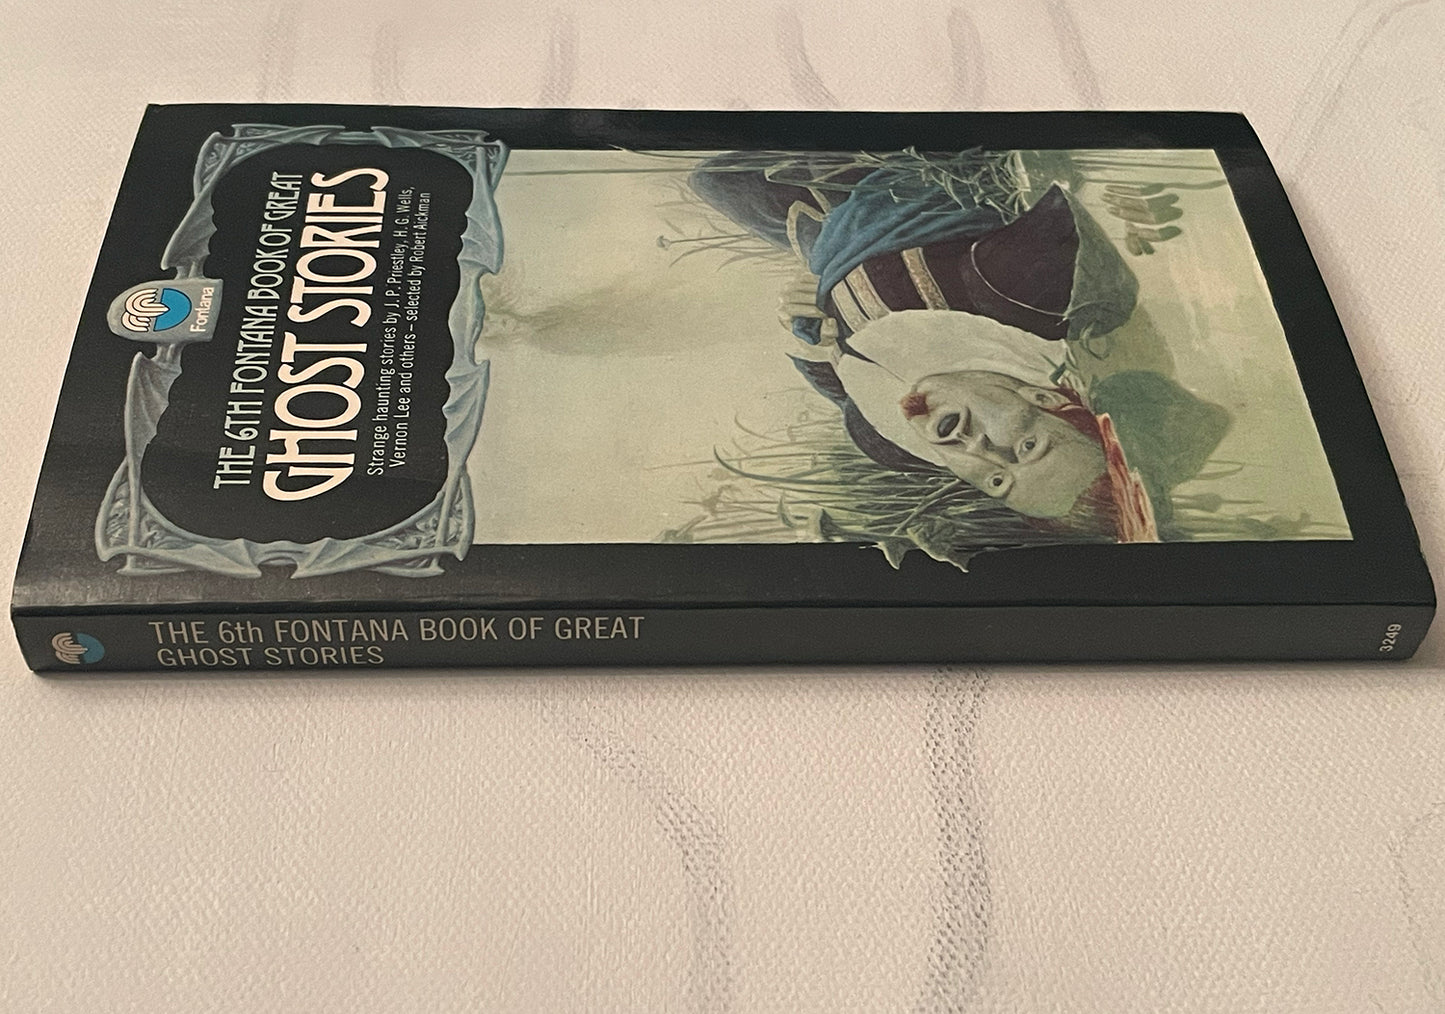 Fontana
THE 6TH FONTANA BOOK OF GREAT
GHOST STORIES
Strange haunting stories by J. P. Priestley, H. G. Wells,
Vernon Lee and others – selected by Robert Aickman
THE 6th FONTANA BOOK OF GREAT
GHOST STORIES
3249